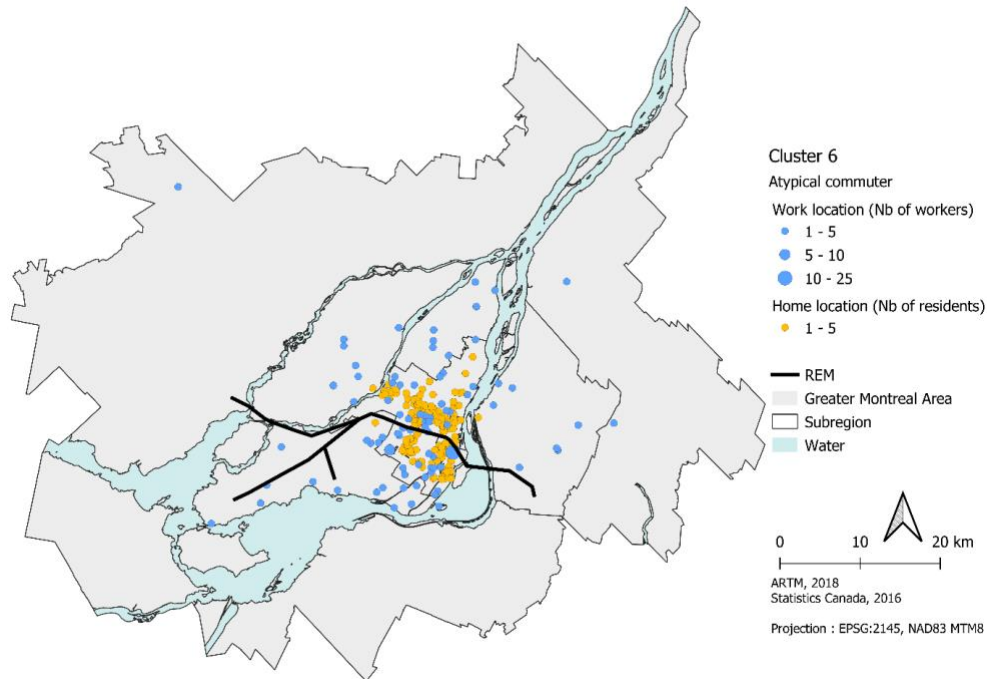 Cluster 6
Atypical commuter
Work location (Nb of workers)
1 - 5
5 - 10
10 - 25
Home location (Nb of residents)
1 - 5
REM
Greater Montreal Area
Subregion
Water
0 10 20 km
ARTM, 2018
Statistics Canada, 2016
Projection : EPSG:2145, NAD83 MTM8